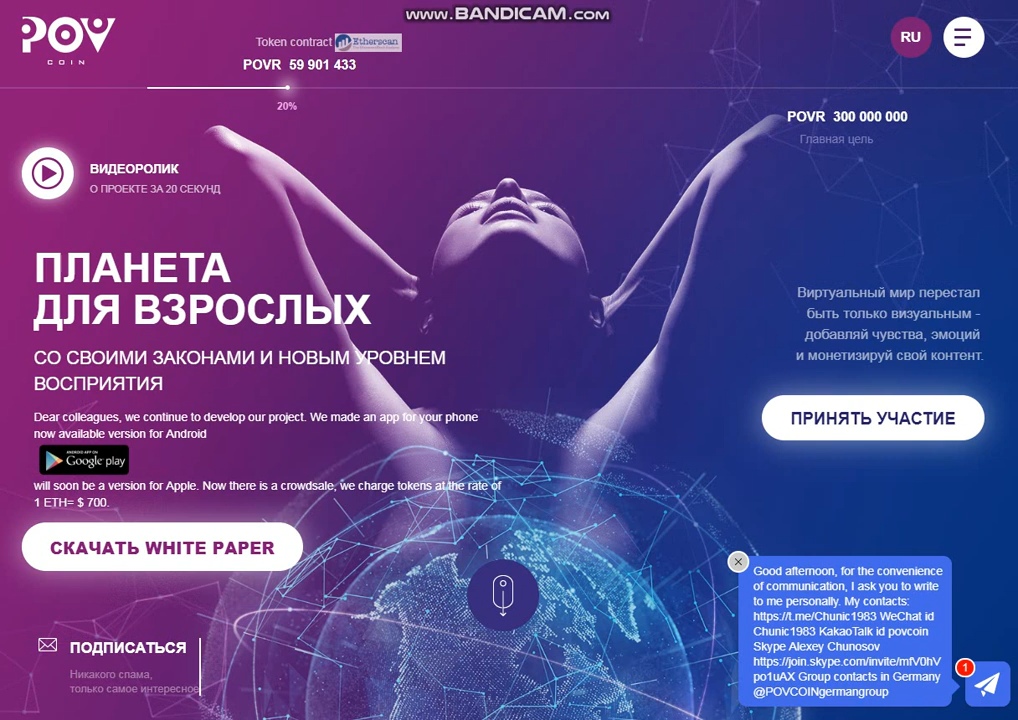 www.BANDICAM.com
POV
COIN
Token contract Etherscan
POVR 59 901 433
20%
RU
POVR 300 000 000
Главная цель
ВИДЕОРОЛИК
О ПРОЕКТЕ ЗА 20 СЕКУНД
ПЛАНЕТА
ДЛЯ ВЗРОСЛЫХ
СО СВОИМИ ЗАКОНАМИ И НОВЫМ УРОВНЕМ
ВОСПРИЯТИЯ
Dear colleagues, we continue to develop our project. We made an app for your phone
now available version for Android
ANDROID APP ON
Google play
will soon be a version for Apple. Now there is a crowdsale, we charge tokens at the rate of
1 ETH= $ 700.
СКАЧАТЬ WHITE PAPER
Виртуальный мир перестал
быть только визуальным -
добавляй чувства, эмоций
и монетизируй свой контент.
ПРИНЯТЬ УЧАСТИЕ
ПОДПИСАТЬСЯ
Никакого спама,
только самое интересное
Good afternoon, for the convenience
of communication, I ask you to write
to me personally. My contacts:
https://t.me/Chunic1983 WeChat id
Chunic1983 KakaoTalk id povcoin
Skype Alexey Chunosov
https://join.skype.com/invite/mfV0hV
po1uAX Group contacts in Germany
@POVCOINgermangroup
1